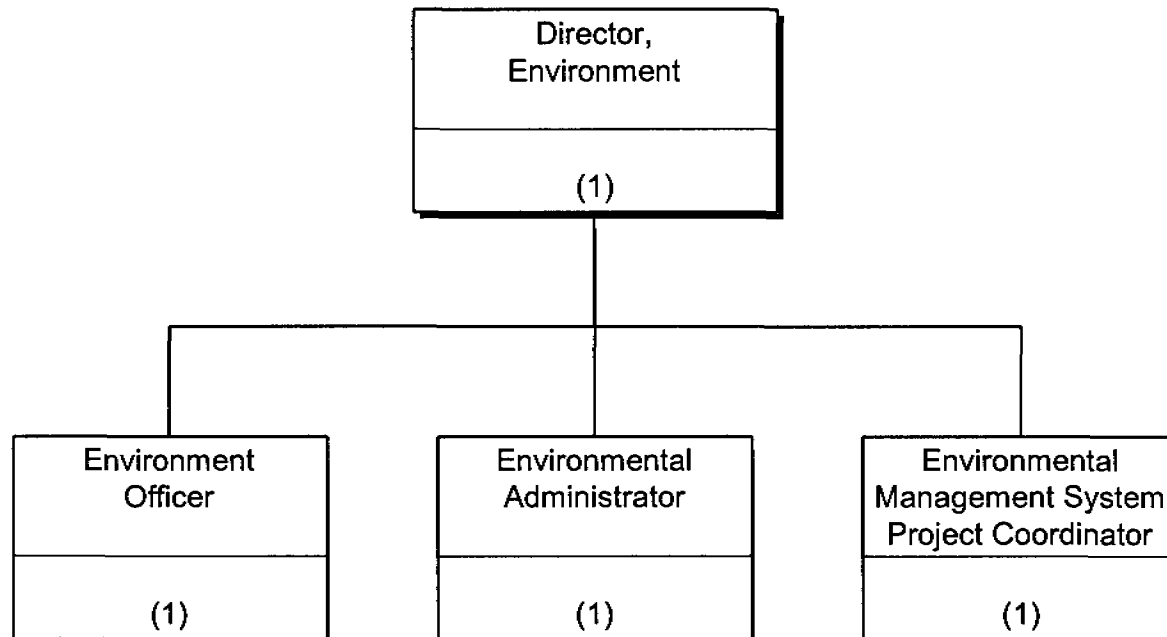 Director,
Environment
(1)
Environment
Officer
(1)
Environmental
Administrator
(1)
Environmental
Management System
Project Coordinator
(1)